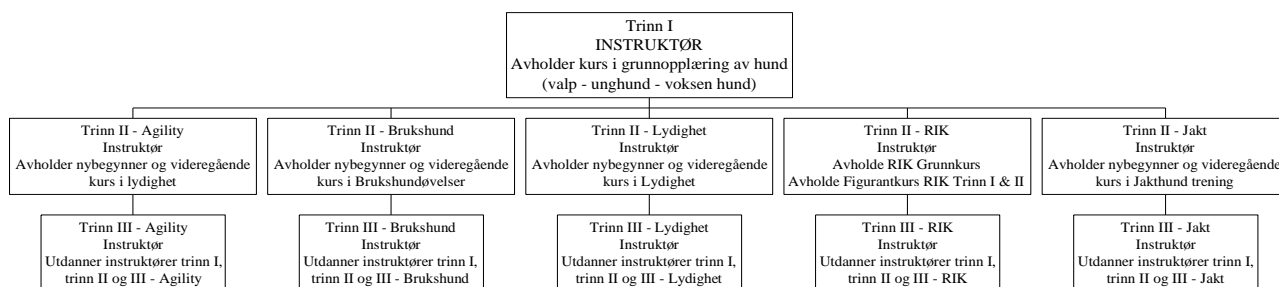 Trinn I
INSTRUKTØR
Avholder kurs i grunnopplæring av hund
(valp - unghund - voksen hund)
Trinn II - Agility
Instruktør
Avholder nybegynner og videregående
kurs i lydighet
Trinn II - Brukshund
Instruktør
Avholder nybegynner og videregående
kurs i Brukshundøvelser
Trinn II - Lydighet
Instruktør
Avholder nybegynner og videregående
kurs i Lydighet
Trinn II - RIK
Instruktør
Avholde RIK Grunnkurs
Avholde Figurantkurs RIK Trinn I & II
Trinn II - Jakt
Instruktør
Avholder nybegynner og videregående
kurs i Jakthund trening
Trinn III - Agility
Instruktør
Utdanner instruktører trinn I,
trinn II og III - Agility
Trinn III - Brukshund
Instruktør
Utdanner instruktører trinn I,
trinn II og III - Brukshund
Trinn III - Lydighet
Instruktør
Utdanner instruktører trinn I,
trinn II og III - Lydighet
Trinn III - RIK
Instruktør
Utdanner instruktører trinn I,
trinn II og III - RIK
Trinn III - Jakt
Instruktør
Utdanner instruktører trinn I,
trinn II og III - Jakt